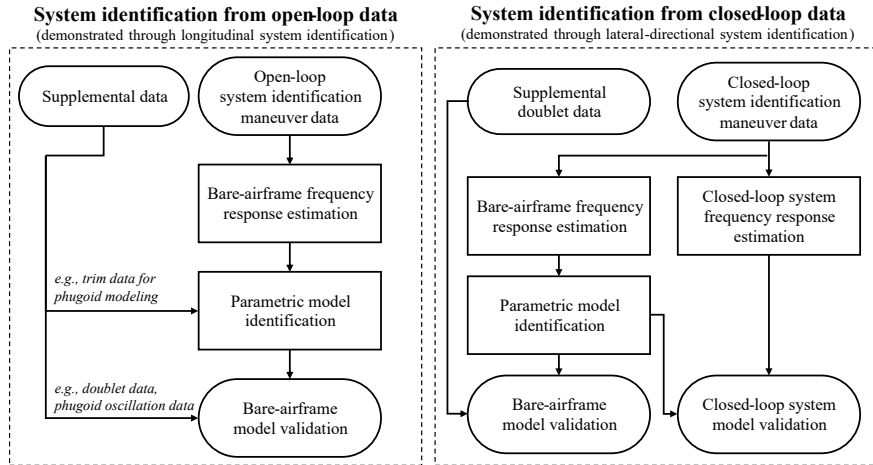 System identification from open-loop data
(demonstrated through longitudinal system identification)
Supplemental data
Open-loop
system identification
maneuver data
Bare-airframe frequency
response estimation
e.g., trim data for
phugoid modeling
Parametric model
identification
e.g., doublet data,
phugoid oscillation data
Bare-airframe
model validation
System identification from closed-loop data
(demonstrated through lateral-directional system identification)
Supplemental
doublet data
Closed-loop
system identification
maneuver data
Bare-airframe frequency
response estimation
Closed-loop system
frequency response
estimation
Parametric model
identification
Bare-airframe
model validation
Closed-loop system
model validation